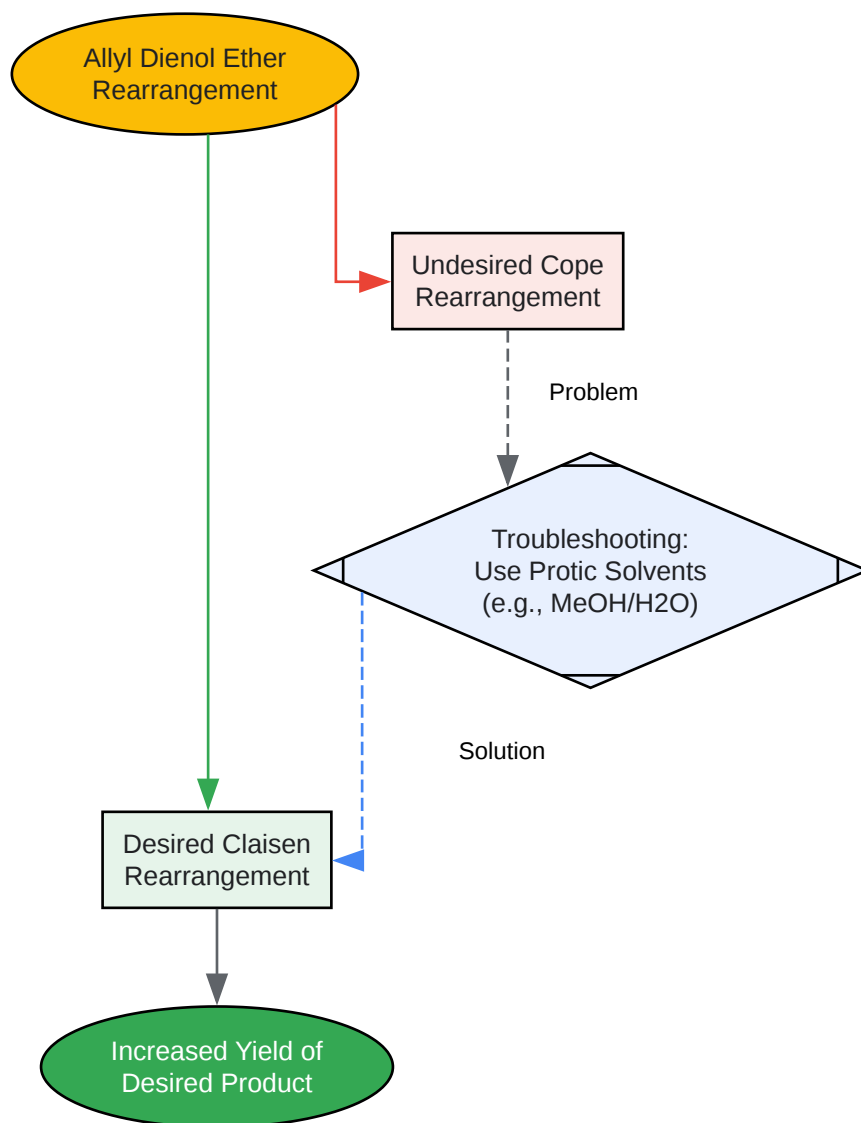 Allyl Dienol Ether
Rearrangement
Undesired Cope
Rearrangement
Problem
Troubleshooting:
Use Protic Solvents
(e.g., MeOH/H2O)
Solution
Desired Claisen
Rearrangement
Increased Yield of
Desired Product